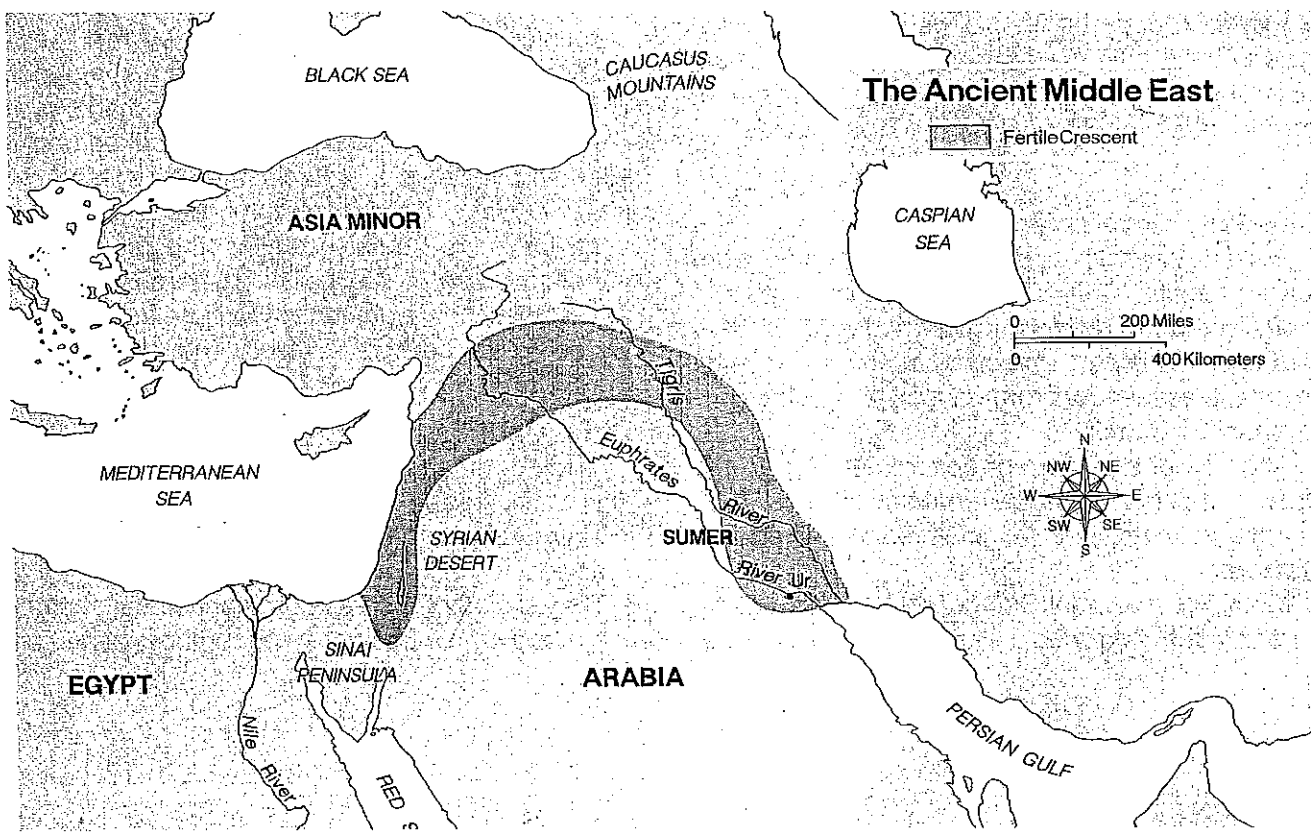 BLACK SEA
CAUCASUS
MOUNTAINS
The Ancient Middle East
Fertile Crescent
ASIA MINOR
CASPIAN
SEA
0 200 Miles
0 400 Kilometers
Tigris
Euphrates
MEDITERRANEAN
SEA
N
NW NE
W E
SW SE
S
River
SUMER
SYRIAN
DESERT
River Ur
SINAI
PENINSULA
EGYPT
ARABIA
Nile
River
RED S
PERSIAN GULF